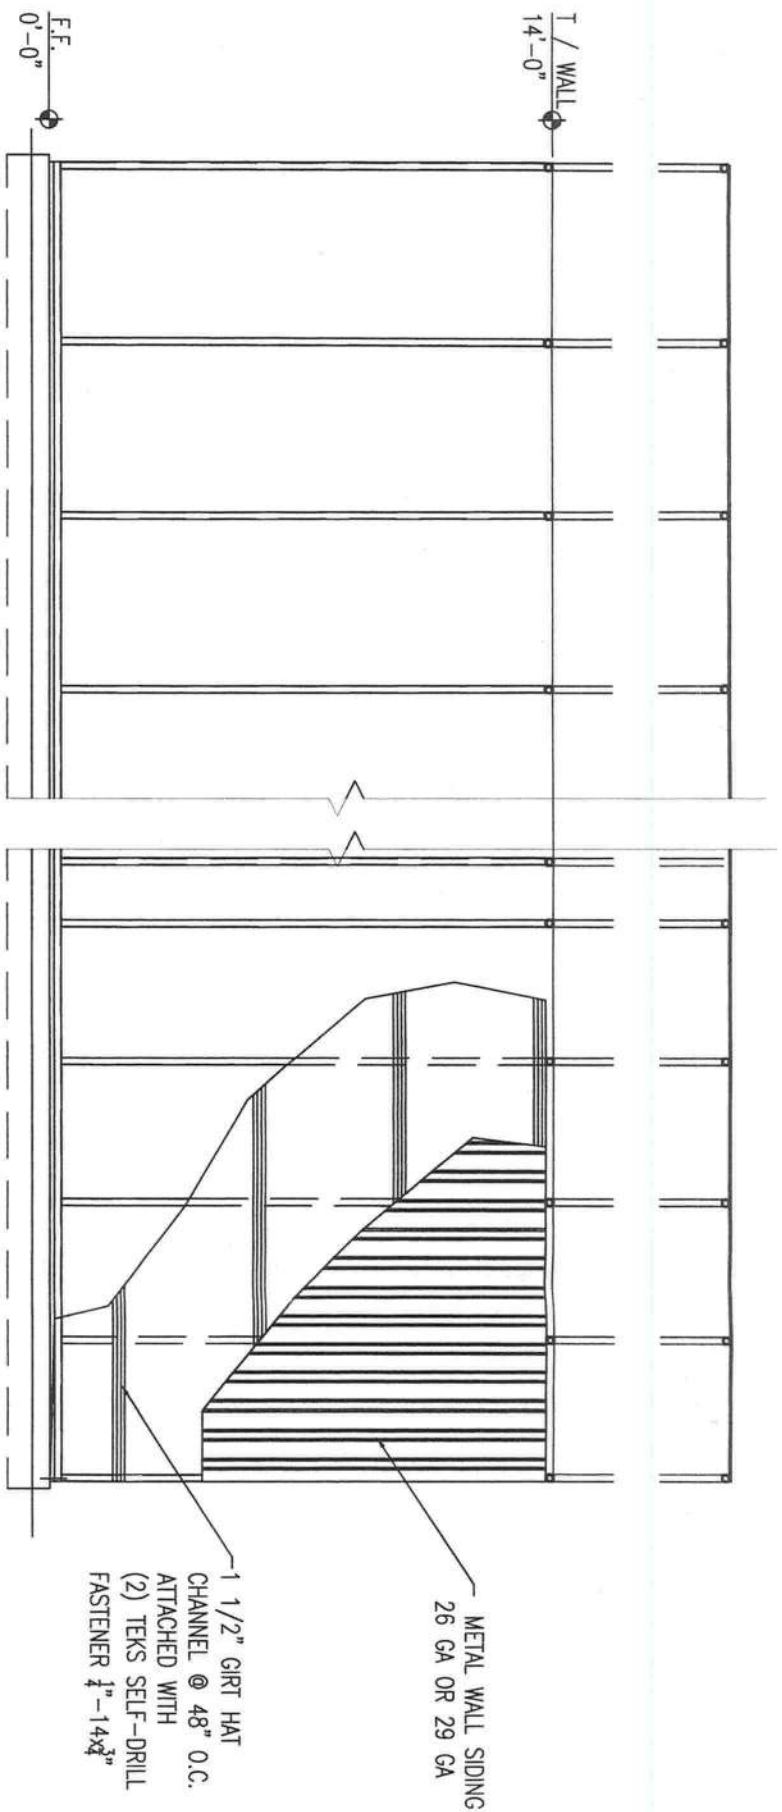 T / WALL
14'-0"
F.F.
0'-0"
METAL WALL SIDING
26 GA OR 29 GA
1 1/2" GIRT HAT
CHANNEL @ 48" O.C.
ATTACHED WITH
(2) TEKS SELF-DRILL
FASTENER 1/4"-14x3/4"